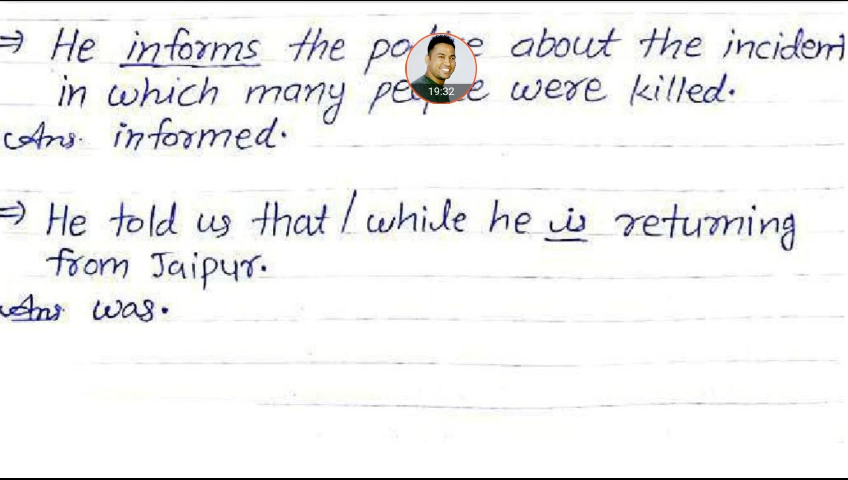 ⇒ He informs the about the incident
in which many were killed.
Ans. informed.
⇒ He told us that / while he is returning
from Jaipur.
Ans was.
19:32